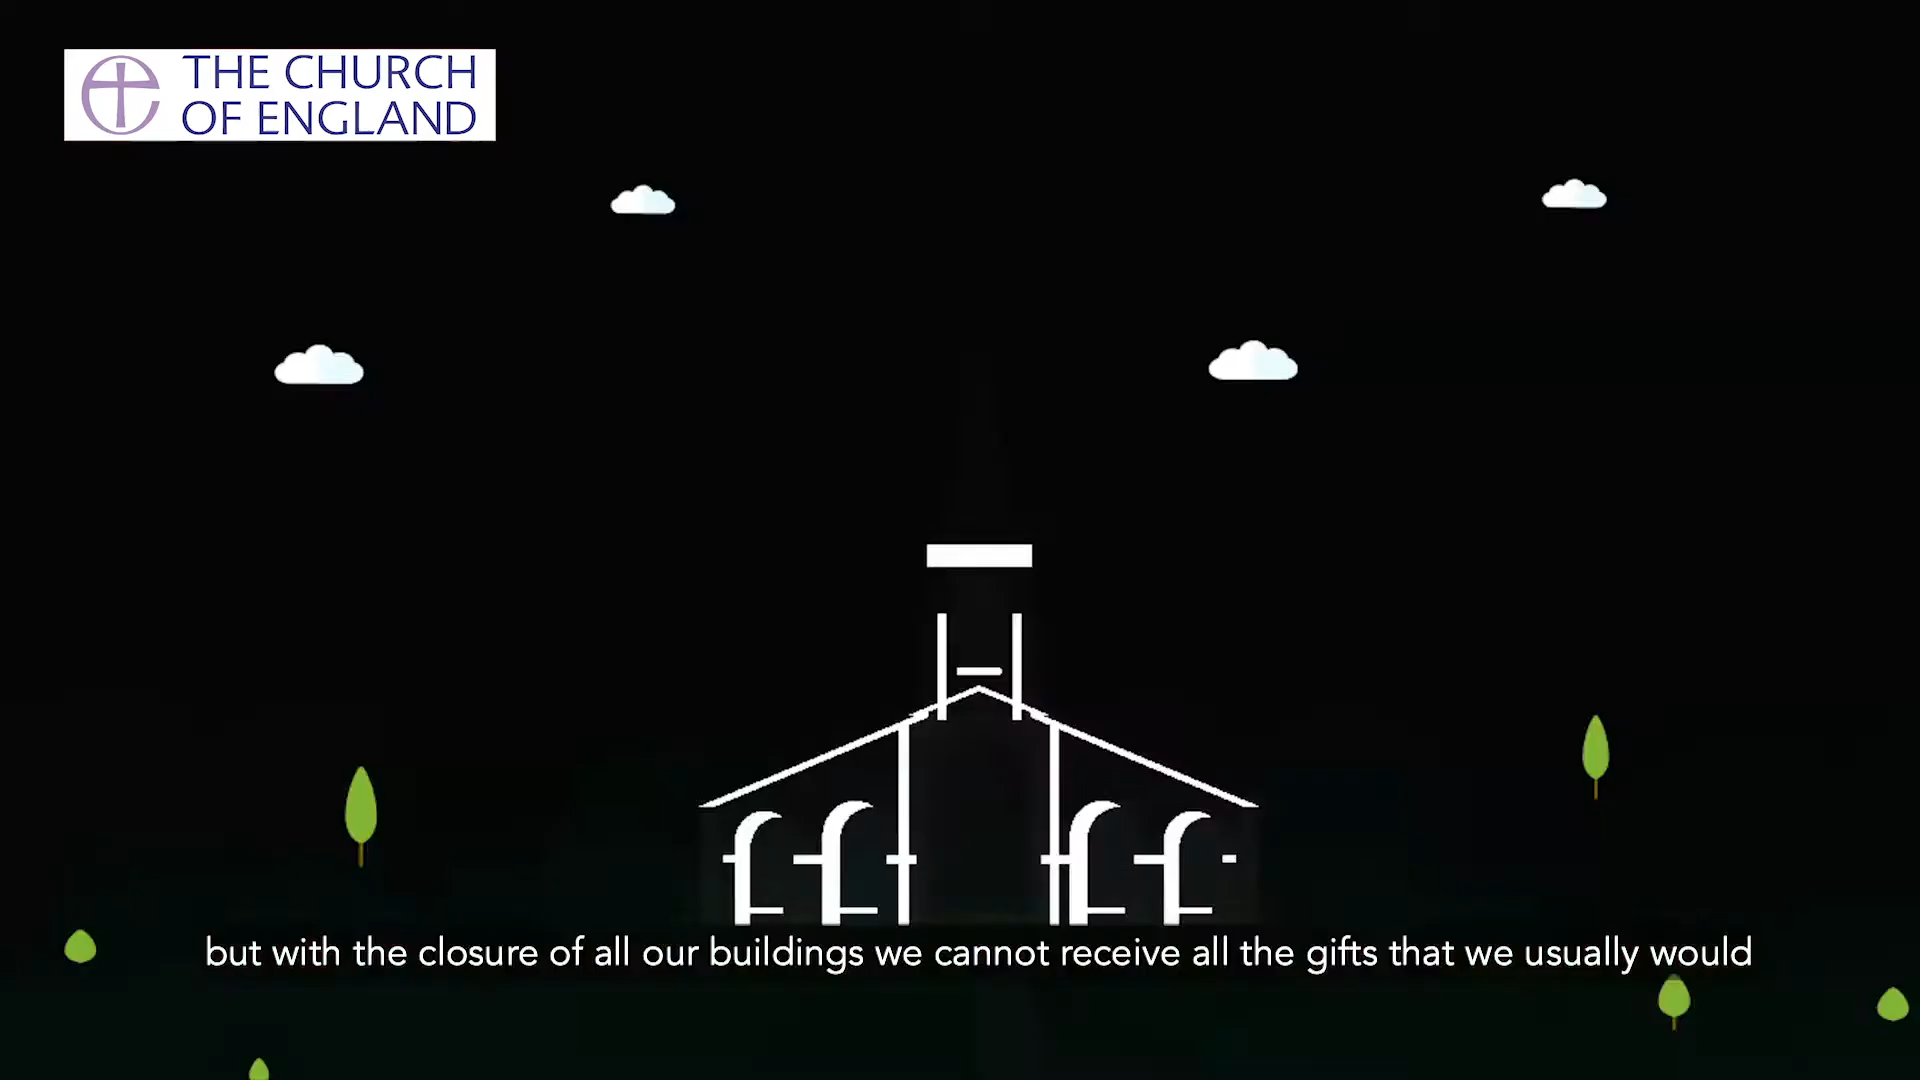 THE CHURCH
OF ENGLAND
but with the closure of all our buildings we cannot receive all the gifts that we usually would